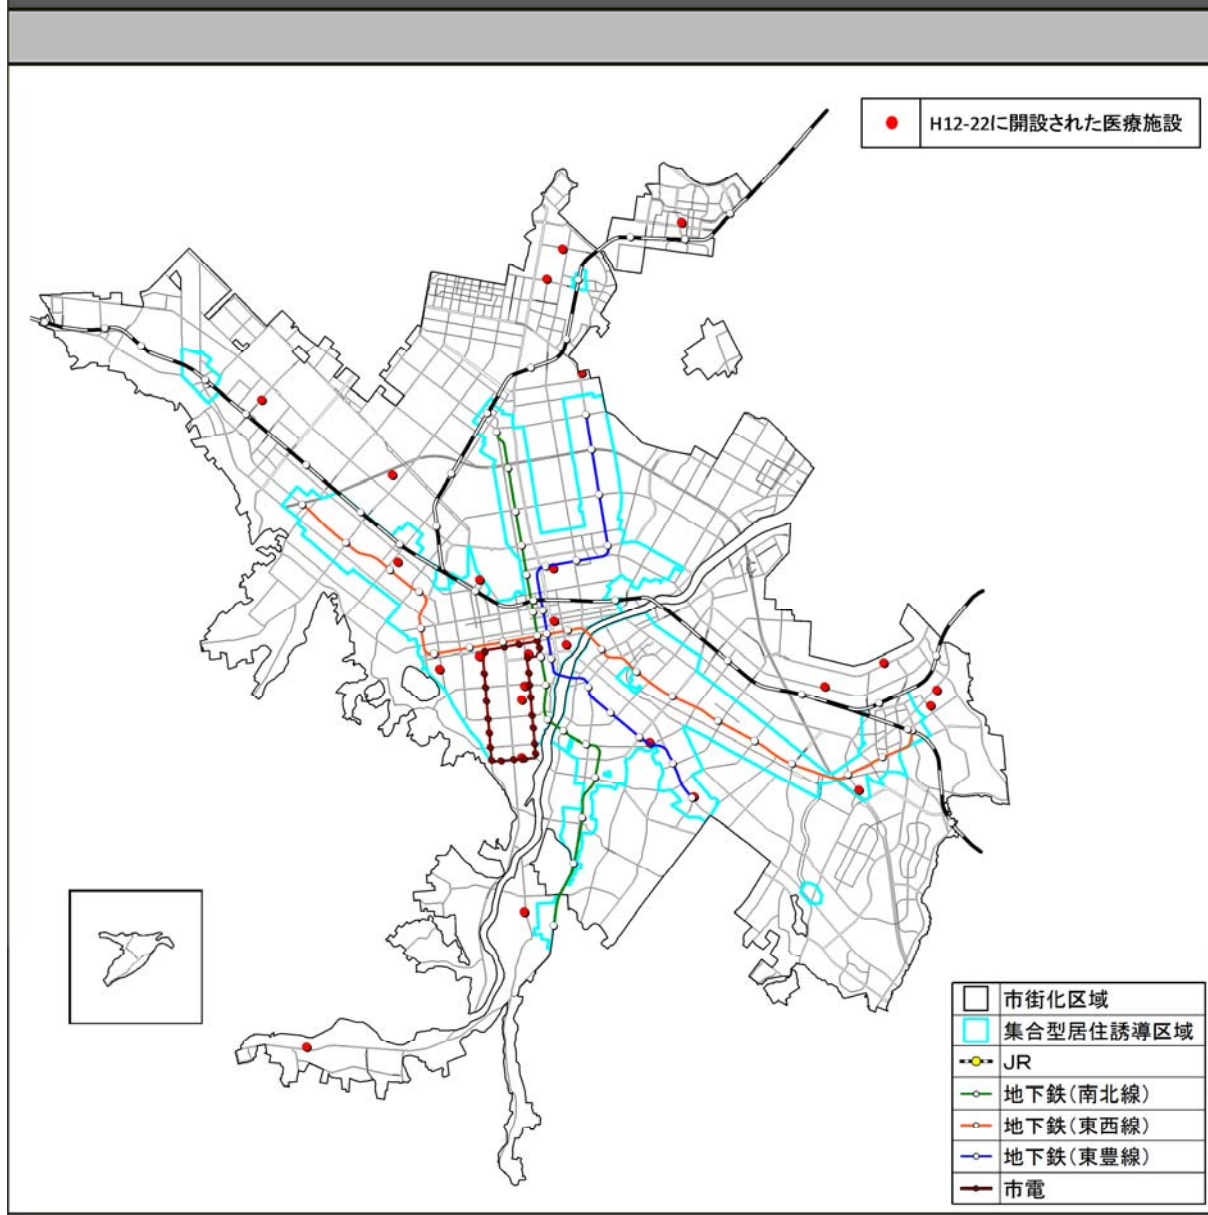 H12-22に開設された医療施設
市街化区域
集合型居住誘導区域
JR
地下鉄(南北線)
地下鉄(東西線)
地下鉄(東豊線)
市電